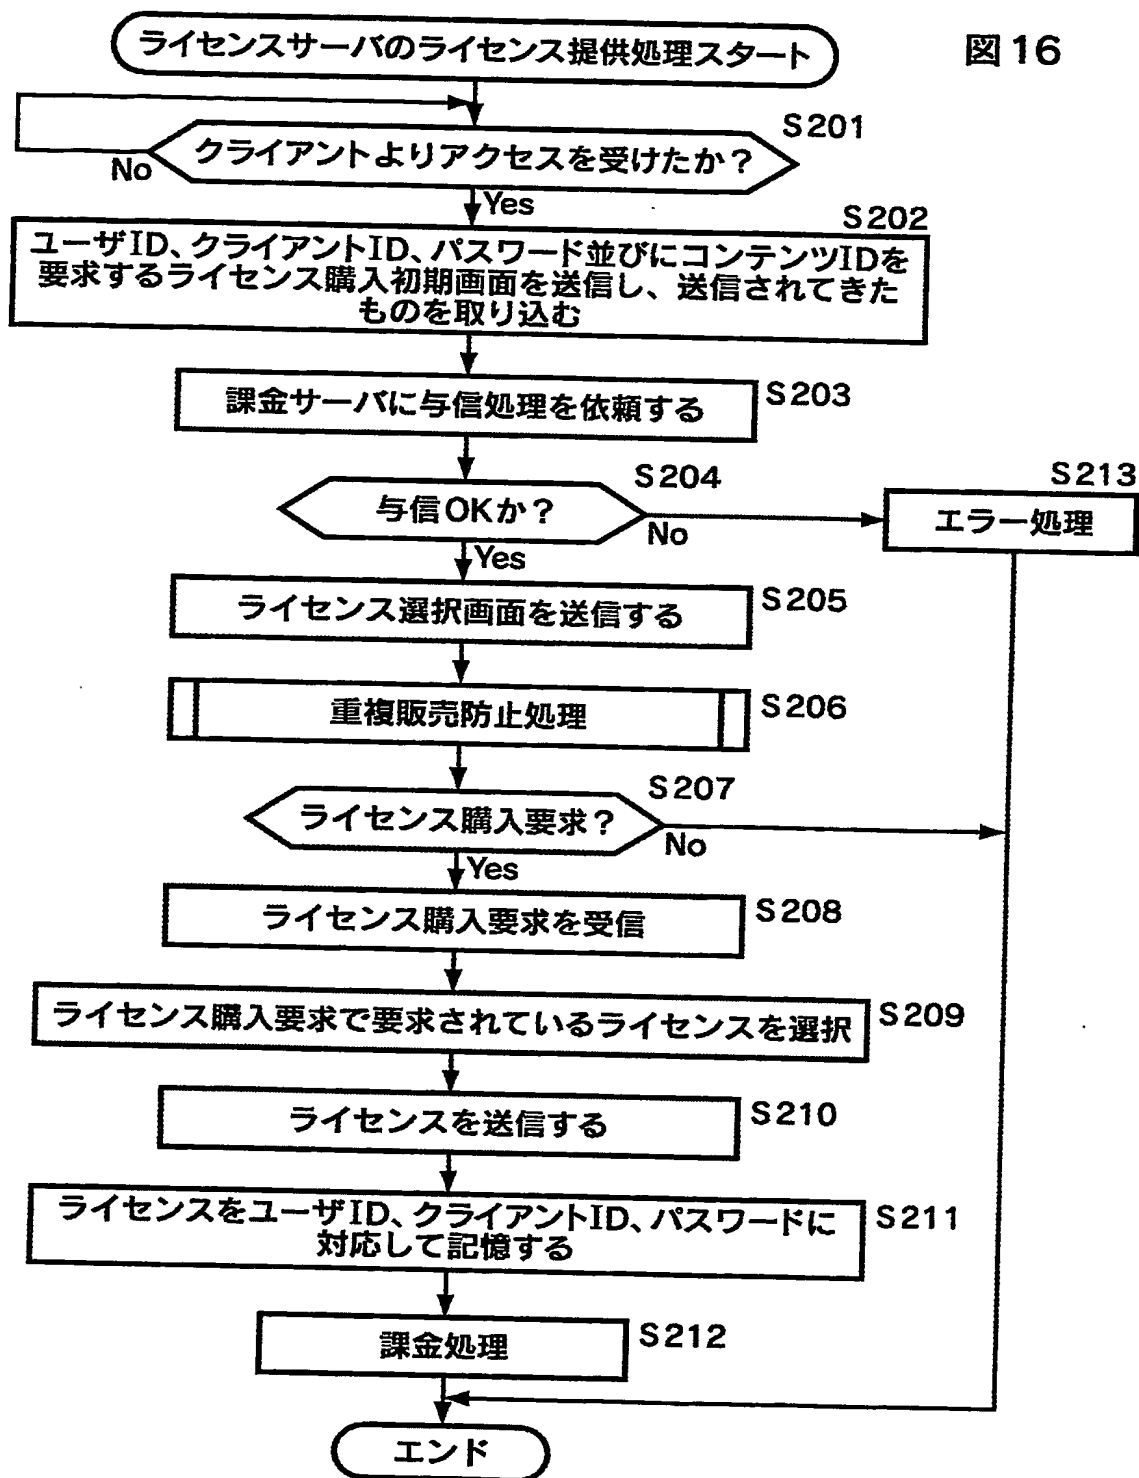 図16
ライセンスサーバのライセンス提供処理スタート
S201
クライアントよりアクセスを受けたか?
No
Yes
S202
ユーザID、クライアントID、パスワード並びにコンテンツIDを
要求するライセンス購入初期画面を送信し、送信されてきた
ものを取り込む
課金サーバに与信処理を依頼する
S203
S204
与信OKか?
No
Yes
S213
エラー処理
ライセンス選択画面を送信する
S205
重複販売防止処理
S206
S207
ライセンス購入要求?
No
Yes
ライセンス購入要求を受信
S208
ライセンス購入要求で要求されているライセンスを選択
S209
ライセンスを送信する
S210
ライセンスをユーザID、クライアントID、パスワードに
対応して記憶する
S211
課金処理
S212
エンド